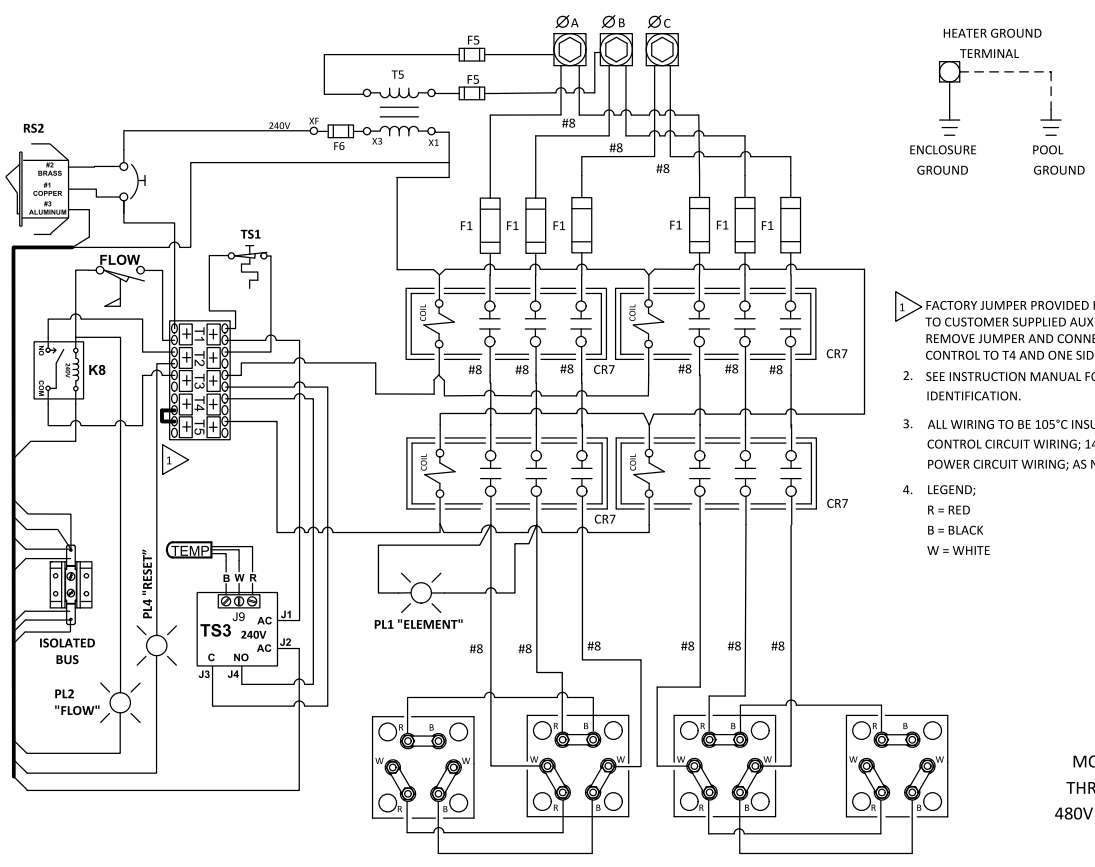 ØA
ØB
ØC
F5
T5
F5
HEATER GROUND
TERMINAL
ENCLOSURE
GROUND
POOL
GROUND
240V
XF
F6
X3
X1
RS2
#2
BRASS
#1
COPPER
#3
ALUMINUM
#8
#8
#8
F1
F1
F1
F1
F1
F1
TS1
FLOW
COIL
COIL
CR7
CR7
#8
#8
#8
#8
#8
#8
NO
COM
240V
K8
T1
T2
T3
T4
T5
1
COIL
COIL
CR7
CR7
1 FACTORY JUMPER PROVIDED
TO CUSTOMER SUPPLIED AUX
REMOVE JUMPER AND CONNE
CONTROL TO T4 AND ONE SID
2. SEE INSTRUCTION MANUAL FO
IDENTIFICATION.
3. ALL WIRING TO BE 105°C INSU
CONTROL CIRCUIT WIRING; 14
POWER CIRCUIT WIRING; AS N
4. LEGEND;
R = RED
B = BLACK
W = WHITE
TEMP
B W R
J9
TS3
240V
AC
AC
J1
J2
C
NO
J3
J4
PL4 "RESET"
ISOLATED
BUS
PL2
"FLOW"
PL1 "ELEMENT"
#8
#8
#8
#8
#8
#8
R B
W W
R B
R B
W W
R B
R B
W W
R B
R B
W W
R B
MO
THR
480V